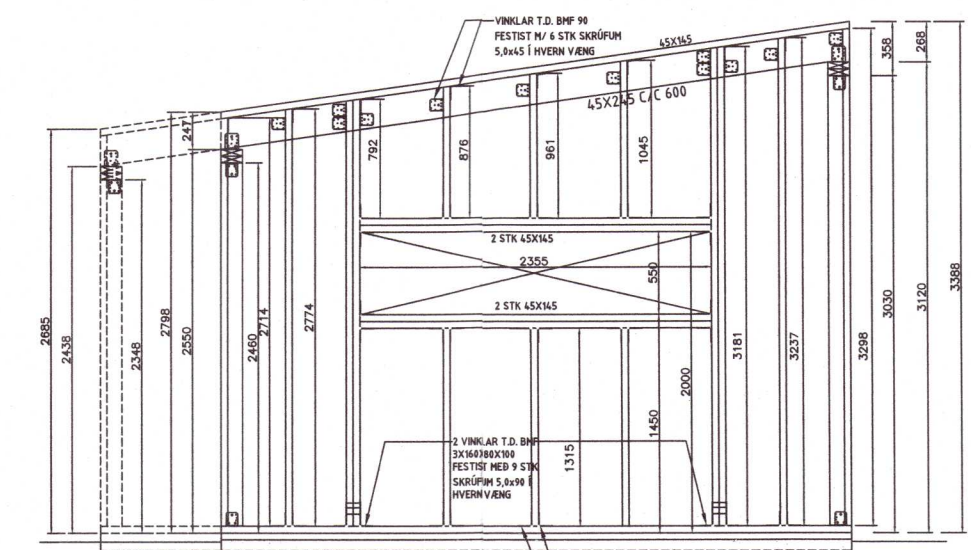 VINKLAR T.D. BMF 90
FESTIST M/ 6 STK SKRÚFUM
5,0x45 Í HVERN VÆNG
45X145
45X245 C/C 600
358
268
247
792
876
961
1045
2 STK 45X145
2355
550
2 STK 45X145
2685
2438
2348
2798
2550
2460
2714
2774
3181
3237
3298
3030
3120
3388
2000
1450
1315
2 VINKLAR T.D. BMF
3X160X80X100
FESTIST MEÐ 9 STK
SKRÚFUM 5,0x90 Í
HVERN VÆNG